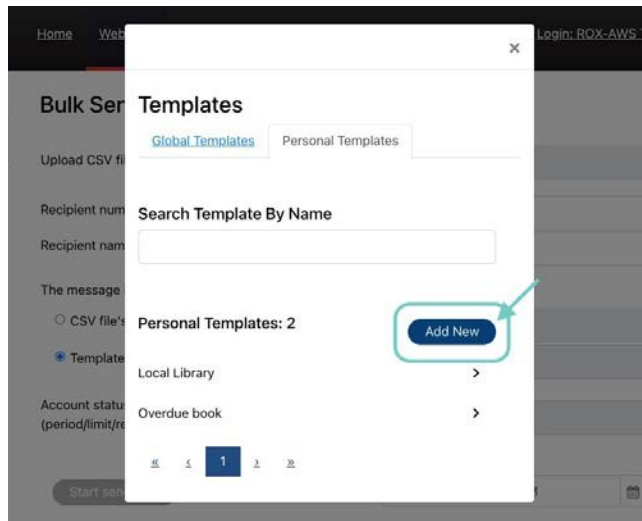 Home Web Login: ROX-AWS
×
Bulk Ser
Templates
Global Templates Personal Templates
Upload CSV fi
Recipient num
Search Template By Name
Recipient nam
The message
CSV file's
Personal Templates: 2
Add New
Template
Local Library >
Account statu
(period/limit/re
Overdue book >
« ‹ 1 › »
Start sen